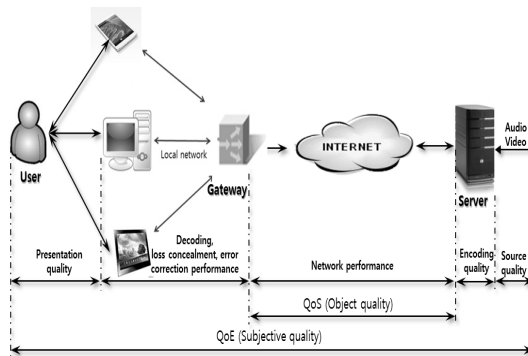 Audio
Video
INTERNET
Local network
User
Gateway
Server
Presentation
quality
Decoding,
loss concealment, error
correction performance
Network performance
Encoding
quality
Source
quality
QoS (Object quality)
QoE (Subjective quality)